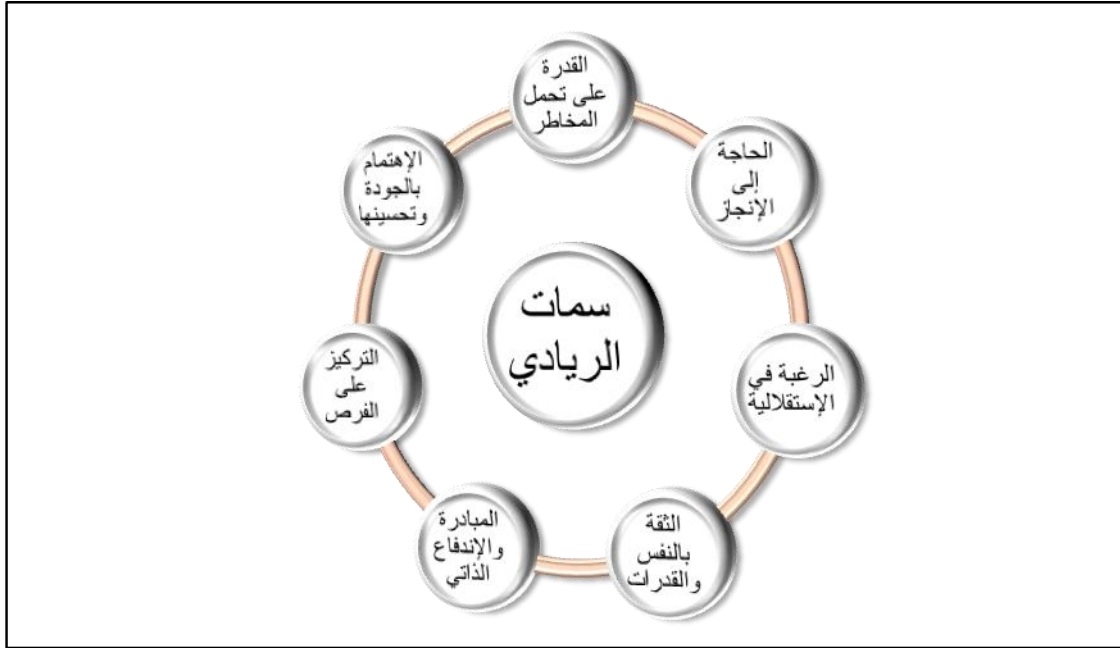 القدرة
على تحمل
المخاطر
الحاجة
إلى
الإنجاز
الرغبة في
الإستقلالية
الثقة
بالنفس
والقدرات
المبادرة
والإندفاع
الذاتي
التركيز
على
الفرص
الإهتمام
بالجودة
وتحسينها
سمات
الريادي